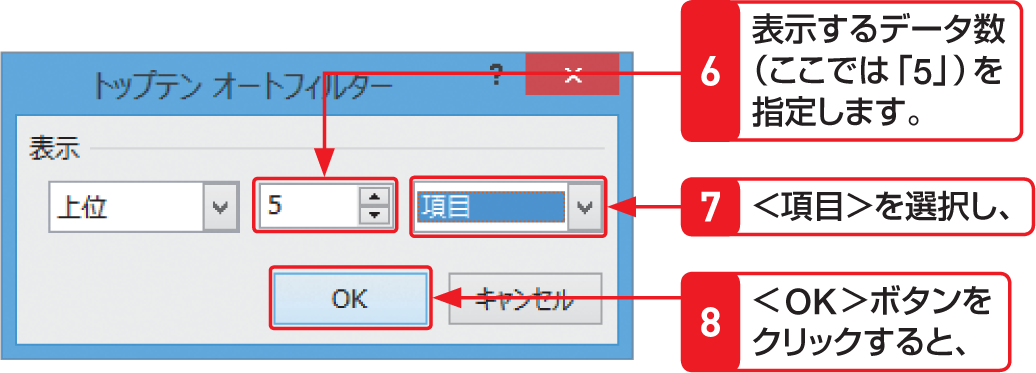 トップテン オートフィルター ?
表示
上位 5 項目
OK キャンセル
6 表示するデータ数
（ここでは「5」）を
指定します。
7 ＜項目＞を選択し、
8 ＜OK＞ボタンを
クリックすると、